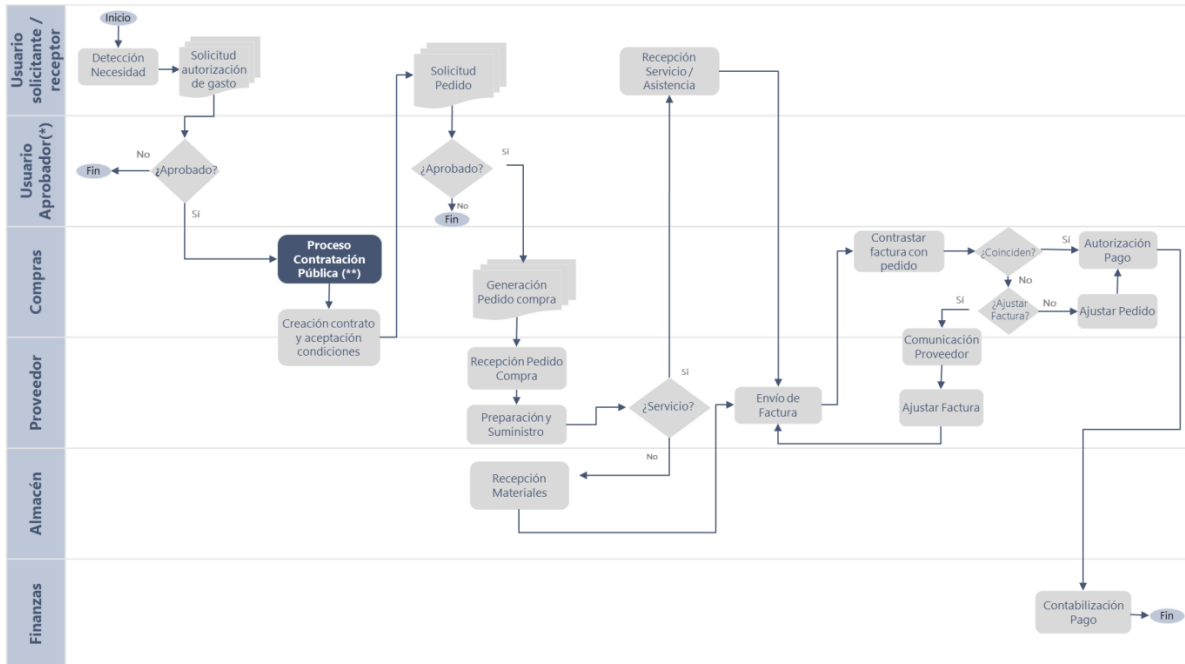 Usuario
solicitante /
receptor
Inicio
Detección
Necesidad
Solicitud
autorización
de gasto
Solicitud
Pedido
Recepción
Servicio /
Asistencia
Usuario
Aprobador(*)
Fin
No
¿Aprobado?
Sí
¿Aprobado?
Sí
No
Fin
Compras
Proceso
Contratación
Pública (**)
Creación contrato
y aceptación
condiciones
Generación
Pedido compra
Contrastar
factura con
pedido
¿Coinciden?
Sí
Autorización
Pago
No
Sí
¿Ajustar
Factura?
No
Ajustar Pedido
Comunicación
Proveedor
Proveedor
Recepción Pedido
Compra
Preparación y
Suministro
¿Servicio?
Sí
No
Envío de
Factura
Ajustar Factura
Almacén
Recepción
Materiales
Finanzas
Contabilización
Pago
Fin